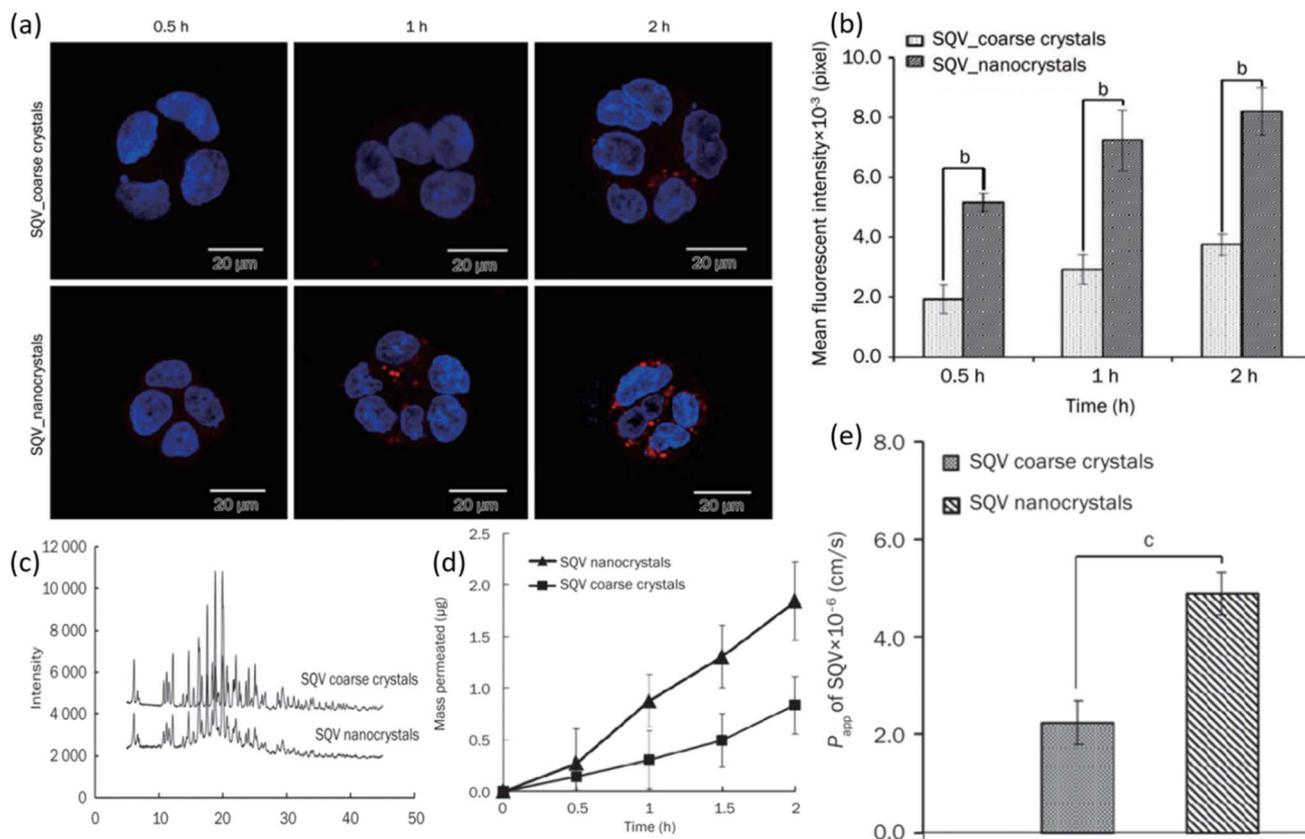 (a)
0.5 h
1 h
2 h
SQV_coarse crystals
20 µm
20 µm
20 µm
SQV_nanocrystals
20 µm
20 µm
20 µm
(b)
SQV_coarse crystals
SQV_nanocrystals
Mean fluorescent intensity×10⁻³ (pixel)
10.0
8.0
6.0
4.0
2.0
0.0
b
b
b
0.5 h
1 h
2 h
Time (h)
(c)
Intensity
12 000
10 000
8 000
6 000
4 000
2 000
0
SQV coarse crystals
SQV nanocrystals
0
10
20
30
40
50
(d)
Mass permeated (µg)
2.5
2.0
1.5
1.0
0.5
0.0
SQV nanocrystals
SQV coarse crystals
0
0.5
1
1.5
2
Time (h)
(e)
Papp of SQV×10⁻⁶ (cm/s)
8.0
6.0
4.0
2.0
0.0
SQV coarse crystals
SQV nanocrystals
c